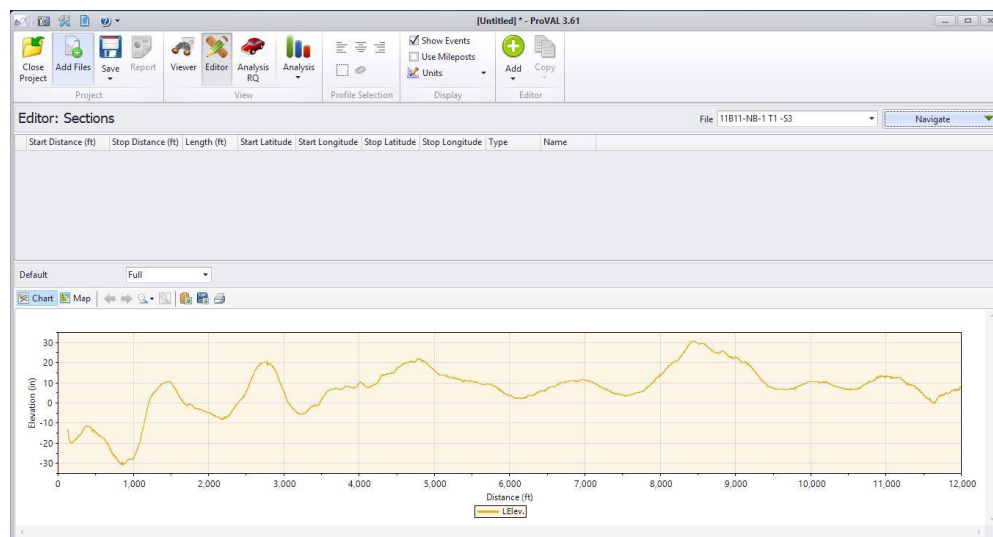 [Untitled] * - ProVAL 3.61
Close Project
Add Files
Save
Report
Viewer
Editor
Analysis RQ
Analysis
Show Events
Use Mileposts
Units
Add
Copy
Project
View
Profile Selection
Display
Editor
Editor: Sections
File 11B11-NB-1 T1 -S3
Navigate
Start Distance (ft) Stop Distance (ft) Length (ft) Start Latitude Start Longitude Stop Latitude Stop Longitude Type Name
Default Full
Chart Map
30
20
10
0
-10
-20
-30
Elevation (in)
0 1,000 2,000 3,000 4,000 5,000 6,000 7,000 8,000 9,000 10,000 11,000 12,000
Distance (ft)
LElev.